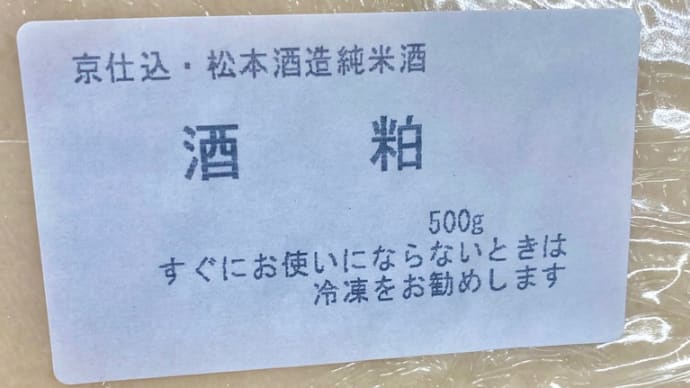 京仕込・松本酒造純米酒
酒　粕
500g
すぐにお使いにならないときは
冷凍をお勧めします